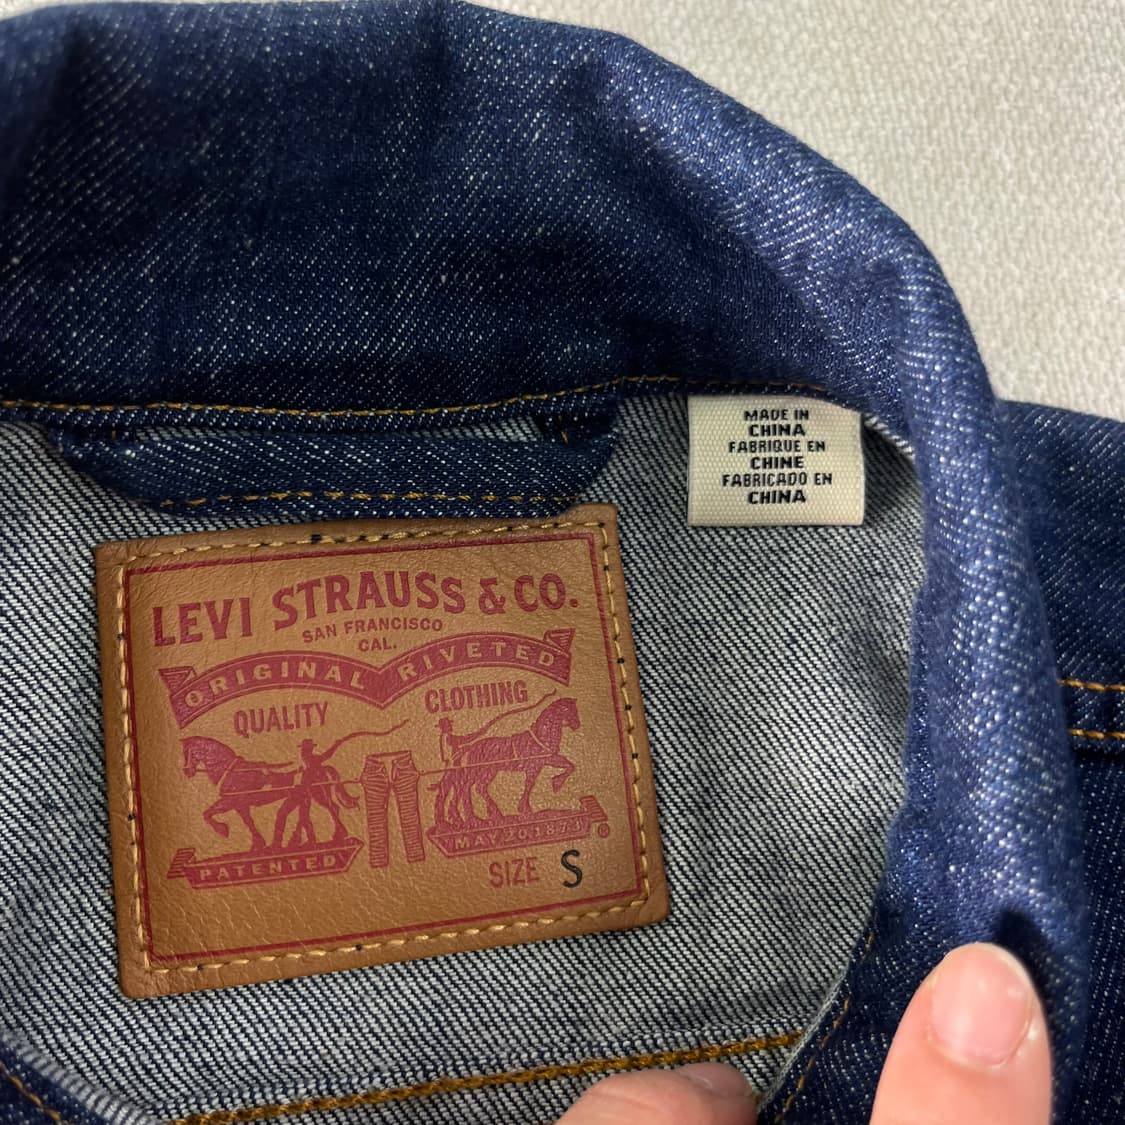 MADE IN
CHINA
FABRIQUE EN
CHINE
FABRICADO EN
CHINA
LEVI STRAUSS & CO.
SAN FRANCISCO
CAL.
ORIGINAL RIVETED
QUALITY CLOTHING
PATENTED MAY 20 1873 ®
SIZE S